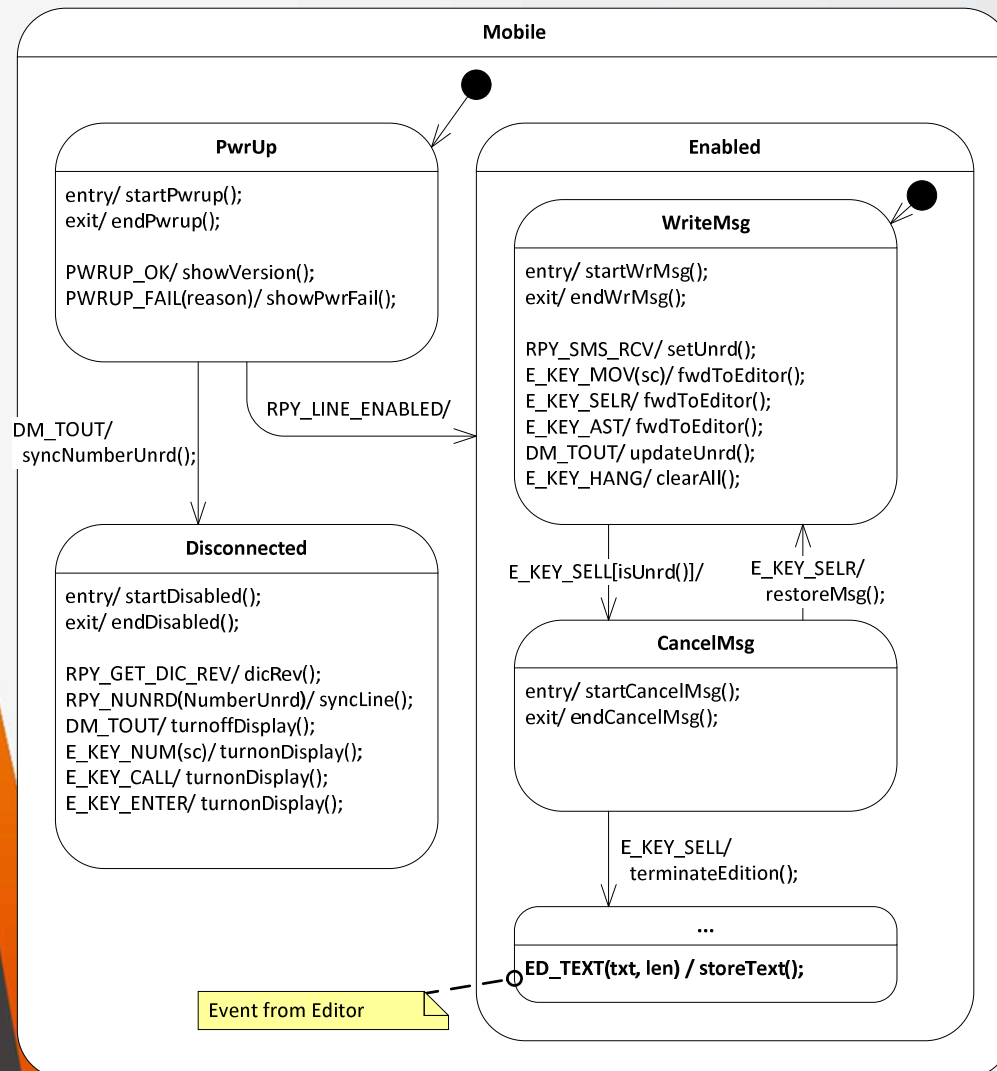 Mobile
PwrUp
entry/ startPwrup();
exit/ endPwrup();
PWRUP_OK/ showVersion();
PWRUP_FAIL(reason)/ showPwrFail();
DM_TOUT/
syncNumberUnrd();
RPY_LINE_ENABLED/
Disconnected
entry/ startDisabled();
exit/ endDisabled();
RPY_GET_DIC_REV/ dicRev();
RPY_NUNRD(NumberUnrd)/ syncLine();
DM_TOUT/ turnoffDisplay();
E_KEY_NUM(sc)/ turnonDisplay();
E_KEY_CALL/ turnonDisplay();
E_KEY_ENTER/ turnonDisplay();
Enabled
WriteMsg
entry/ startWrMsg();
exit/ endWrMsg();
RPY_SMS_RCV/ setUnrd();
E_KEY_MOV(sc)/ fwdToEditor();
E_KEY_SELR/ fwdToEditor();
E_KEY_AST/ fwdToEditor();
DM_TOUT/ updateUnrd();
E_KEY_HANG/ clearAll();
E_KEY_SELL[isUnrd()]/
E_KEY_SELR/
restoreMsg();
CancelMsg
entry/ startCancelMsg();
exit/ endCancelMsg();
E_KEY_SELL/
terminateEdition();
...
ED_TEXT(txt, len) / storeText();
Event from Editor